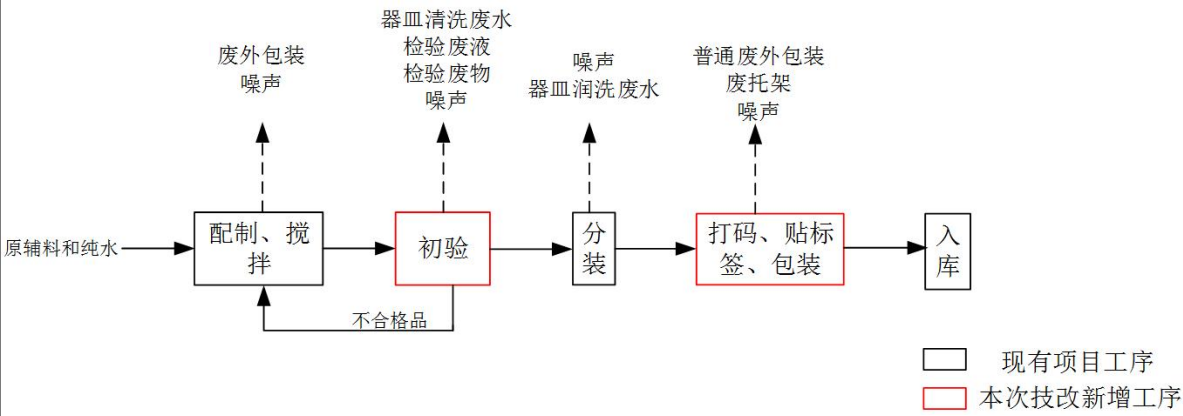 废外包装
噪声
器皿清洗废水
检验废液
检验废物
噪声
噪声
器皿润洗废水
普通废外包装
废托架
噪声
原辅料和纯水
配制、搅
拌
初验
分
装
打码、贴标
签、包装
入
库
不合格品
现有项目工序
本次技改新增工序